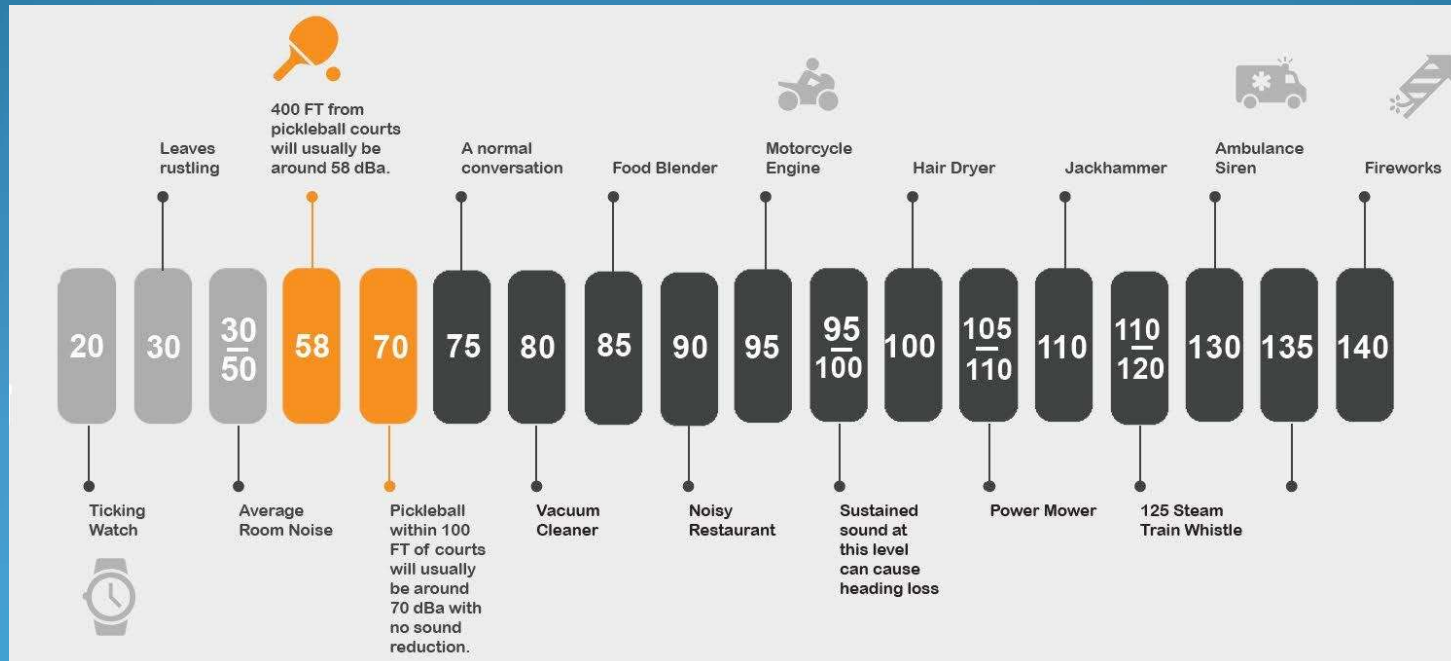 400 FT from
pickleball courts
will usually be
around 58 dBa.
Leaves
rustling
A normal
conversation
Food Blender
Motorcycle
Engine
Hair Dryer
Jackhammer
Ambulance
Siren
Fireworks
20
30
30
50
58
70
75
80
85
90
95
95
100
100
105
110
110
110
120
130
135
140
Ticking
Watch
Average
Room Noise
Pickleball
within 100
FT of courts
will usually
be around
70 dBa with
no sound
reduction.
Vacuum
Cleaner
Noisy
Restaurant
Sustained
sound at
this level
can cause
heading loss
Power Mower
125 Steam
Train Whistle